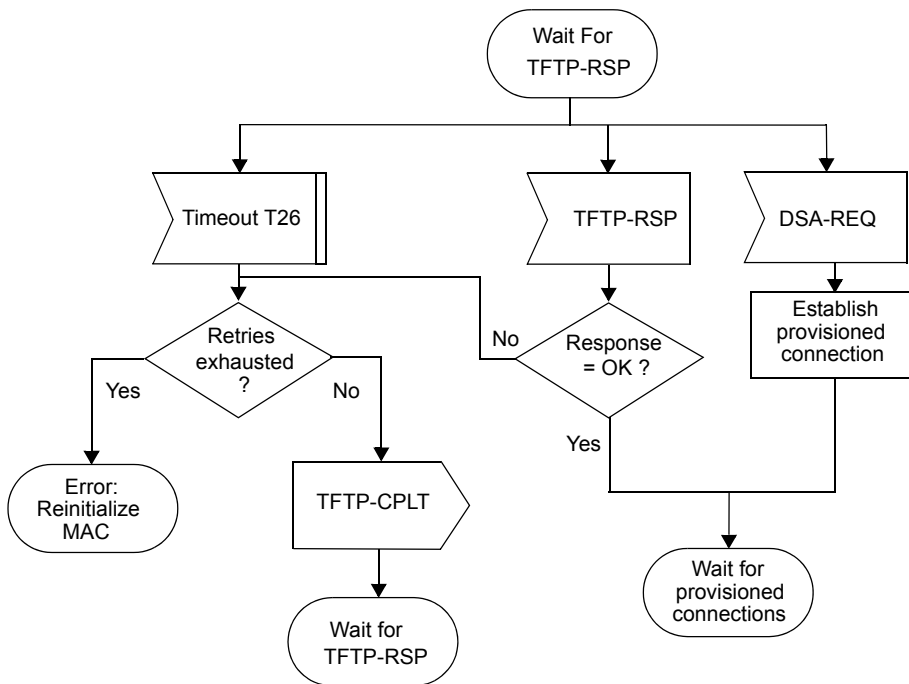 Wait For
TFTP-RSP
Timeout T26
TFTP-RSP
DSA-REQ
Retries
exhausted
?
Yes
No
No
Response
= OK ?
Yes
Establish
provisioned
connection
Error:
Reinitialize
MAC
TFTP-CPLT
Wait for
TFTP-RSP
Wait for
provisioned
connections